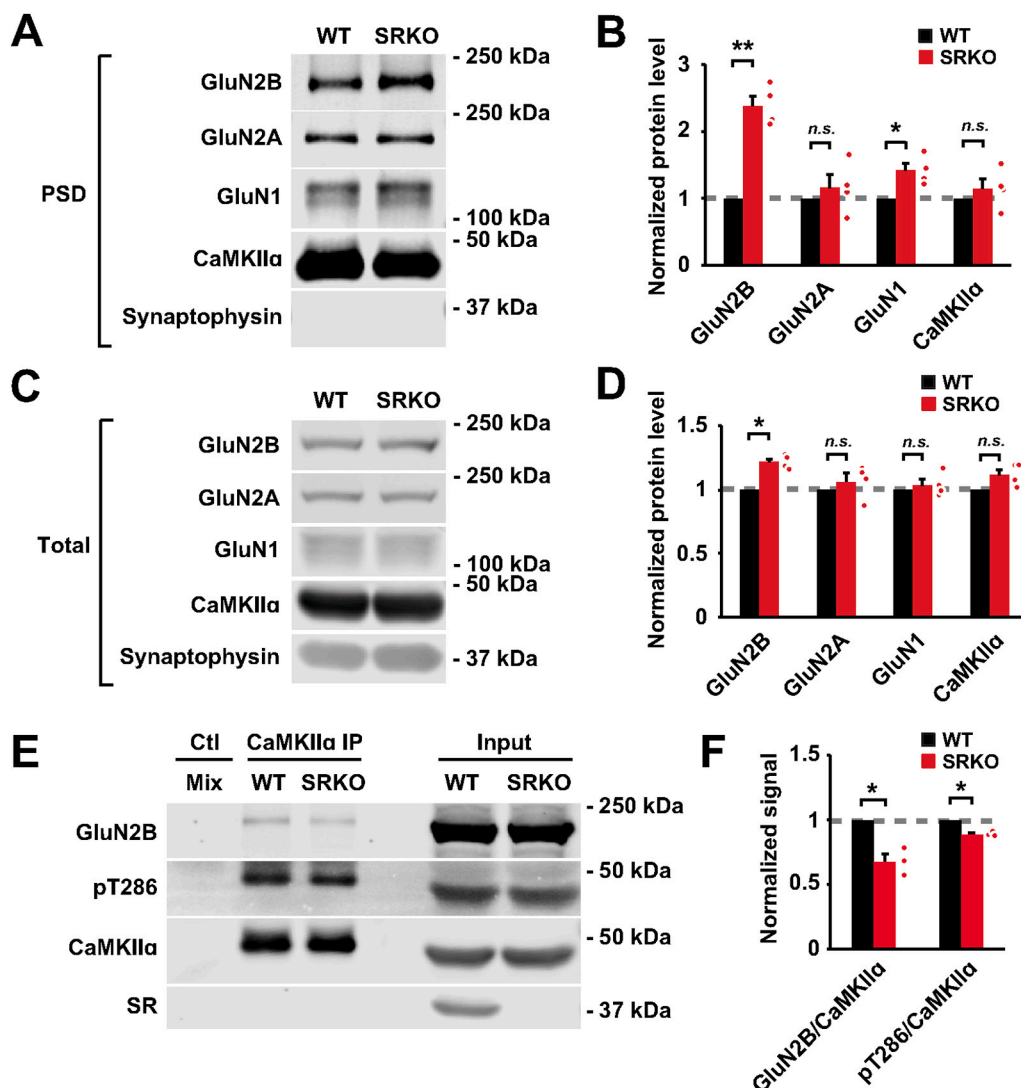 A
WT SRKO
PSD
GluN2B
- 250 kDa
GluN2A
- 250 kDa
GluN1
- 100 kDa
CaMKIIα
- 50 kDa
Synaptophysin
- 37 kDa
B
WT
SRKO
Normalized protein level
3
2
1
0
**
n.s.
*
n.s.
GluN2B
GluN2A
GluN1
CaMKIIα
C
WT SRKO
Total
GluN2B
- 250 kDa
GluN2A
- 250 kDa
GluN1
- 100 kDa
CaMKIIα
- 50 kDa
Synaptophysin
- 37 kDa
D
WT
SRKO
Normalized protein level
1.5
1
0.5
0
*
n.s.
n.s.
n.s.
GluN2B
GluN2A
GluN1
CaMKIIα
E
Ctl CaMKIIα IP Input
Mix WT SRKO WT SRKO
GluN2B
- 250 kDa
pT286
- 50 kDa
CaMKIIα
- 50 kDa
SR
- 37 kDa
F
WT
SRKO
Normalized signal
1.5
1
0.5
0
*
*
GluN2B/CaMKIIα
pT286/CaMKIIα